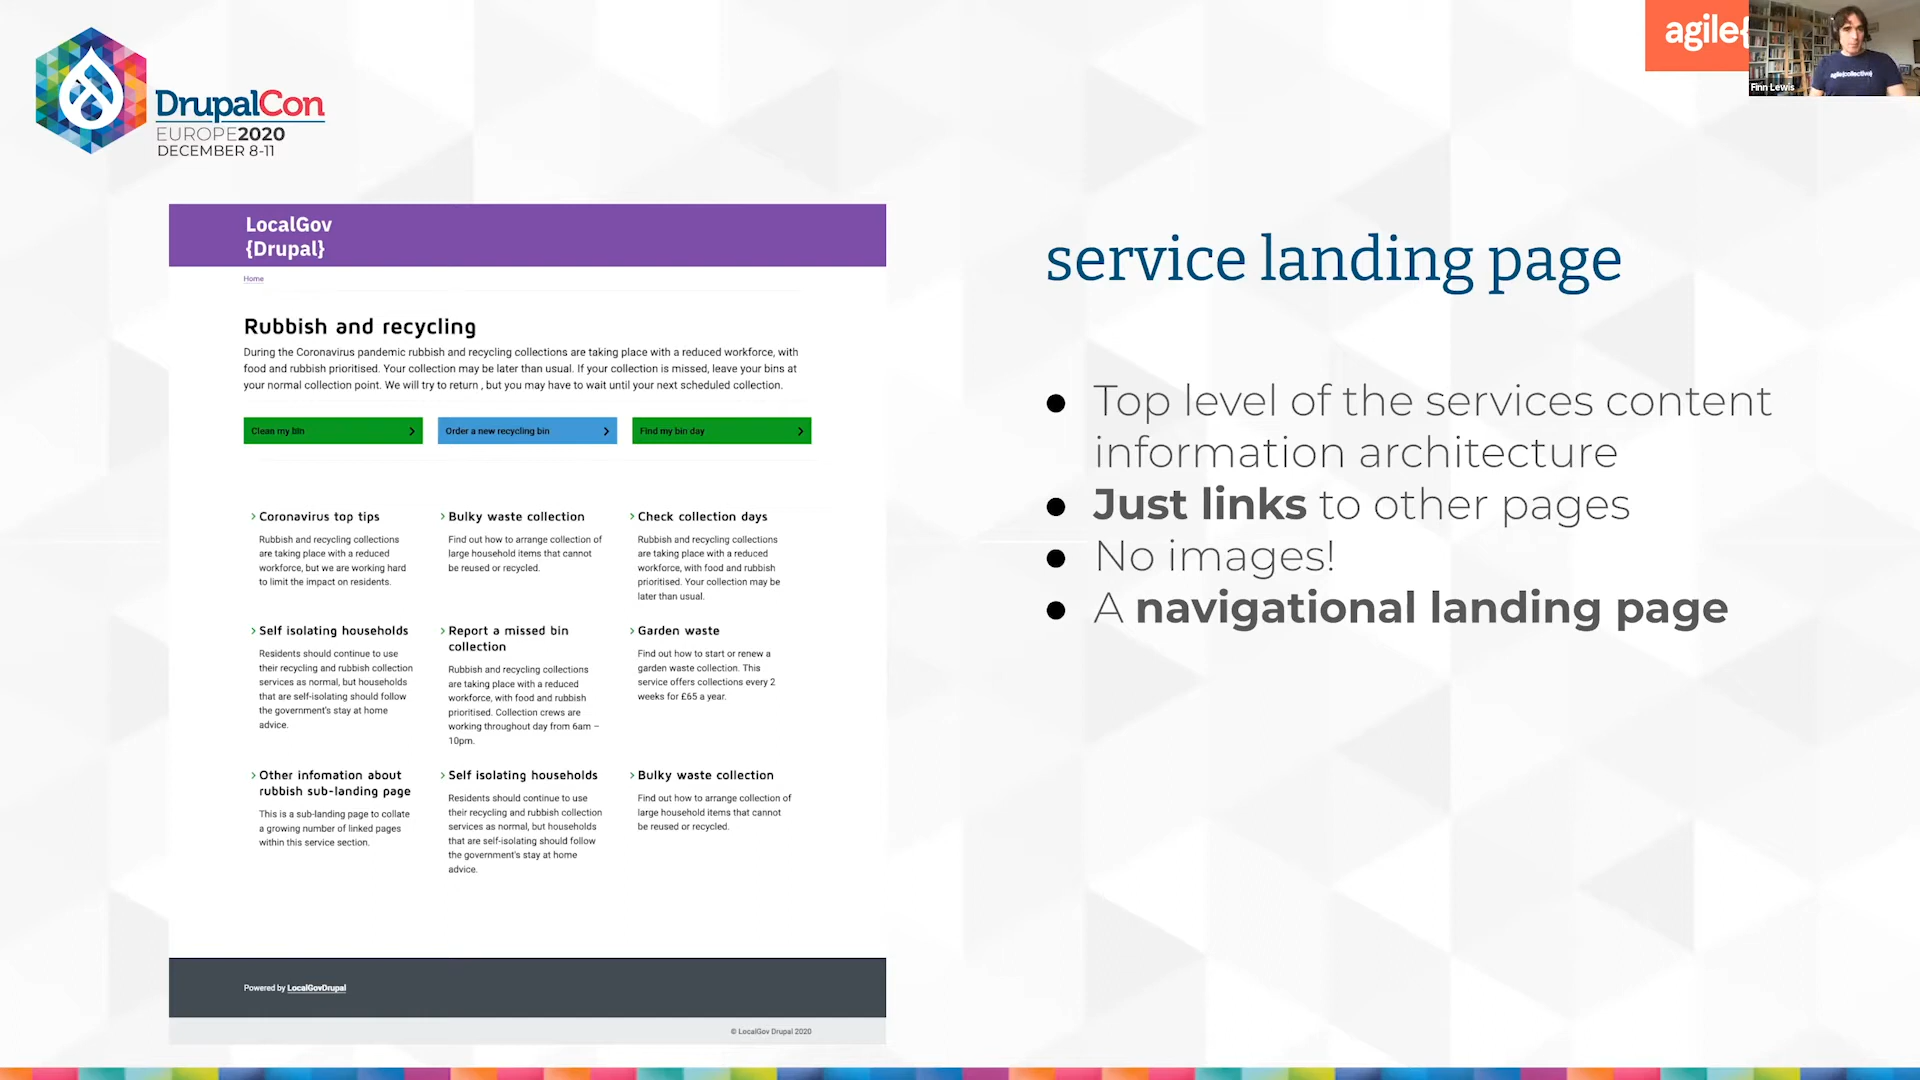 DrupalCon
EUROPE2020
DECEMBER 8-11
agile{
Finn Lewis
agile{collective}
LocalGov
{Drupal}
Home
Rubbish and recycling
During the Coronavirus pandemic rubbish and recycling collections are taking place with a reduced workforce, with
food and rubbish prioritised. Your collection may be later than usual. If your collection is missed, leave your bins at
your normal collection point. We will try to return , but you may have to wait until your next scheduled collection.
Clean my bin
Order a new recycling bin
Find my bin day
Coronavirus top tips
Rubbish and recycling collections
are taking place with a reduced
workforce, but we are working hard
to limit the impact on residents.
Bulky waste collection
Find out how to arrange collection of
large household items that cannot
be reused or recycled.
Check collection days
Rubbish and recycling collections
are taking place with a reduced
workforce, with food and rubbish
prioritised. Your collection may be
later than usual.
Self isolating households
Residents should continue to use
their recycling and rubbish collection
services as normal, but households
that are self-isolating should follow
the government's stay at home
advice.
Report a missed bin
collection
Rubbish and recycling collections
are taking place with a reduced
workforce, with food and rubbish
prioritised. Collection crews are
working throughout day from 6am –
10pm.
Garden waste
Find out how to start or renew a
garden waste collection. This
service offers collections every 2
weeks for £65 a year.
Other infomation about
rubbish sub-landing page
This is a sub-landing page to collate
a growing number of linked pages
within this service section.
Self isolating households
Residents should continue to use
their recycling and rubbish collection
services as normal, but households
that are self-isolating should follow
the government's stay at home
advice.
Bulky waste collection
Find out how to arrange collection of
large household items that cannot
be reused or recycled.
Powered by LocalGovDrupal
© LocalGov Drupal 2020
service landing page
● Top level of the services content
information architecture
● Just links to other pages
● No images!
● A navigational landing page